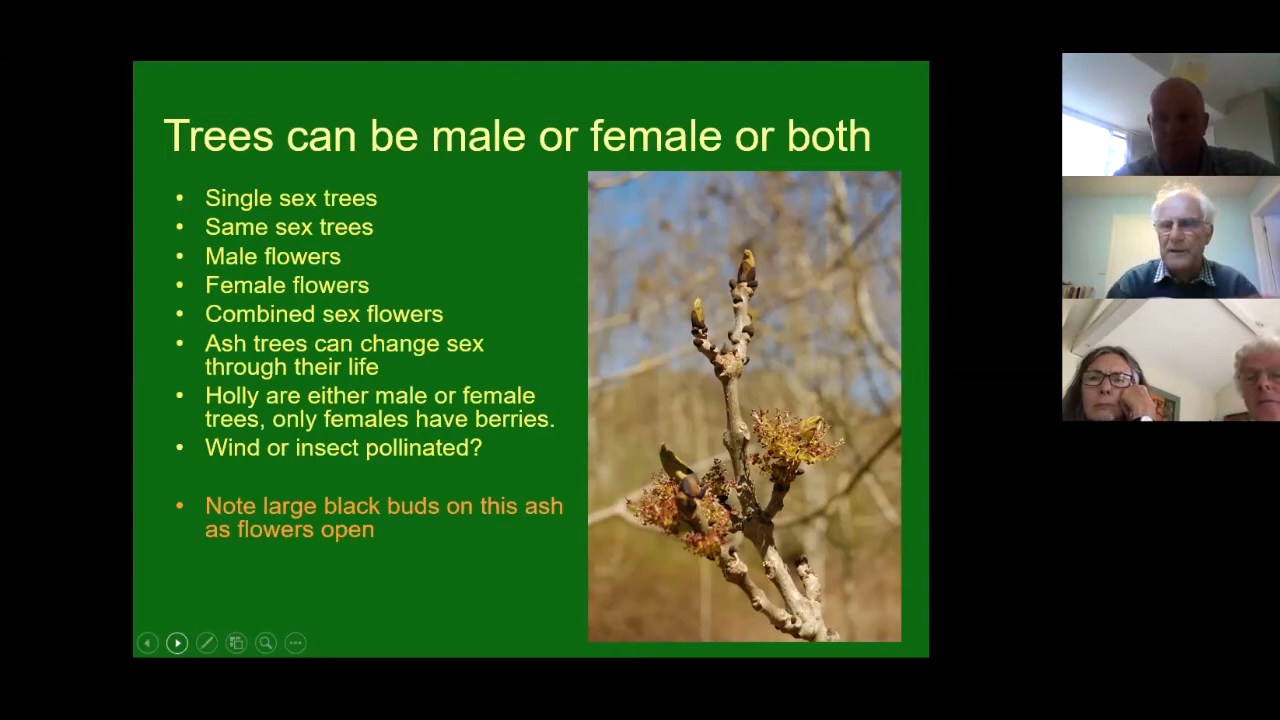 Trees can be male or female or both
• Single sex trees
• Same sex trees
• Male flowers
• Female flowers
• Combined sex flowers
• Ash trees can change sex
through their life
• Holly are either male or female
trees, only females have berries.
• Wind or insect pollinated?
• Note large black buds on this ash
as flowers open